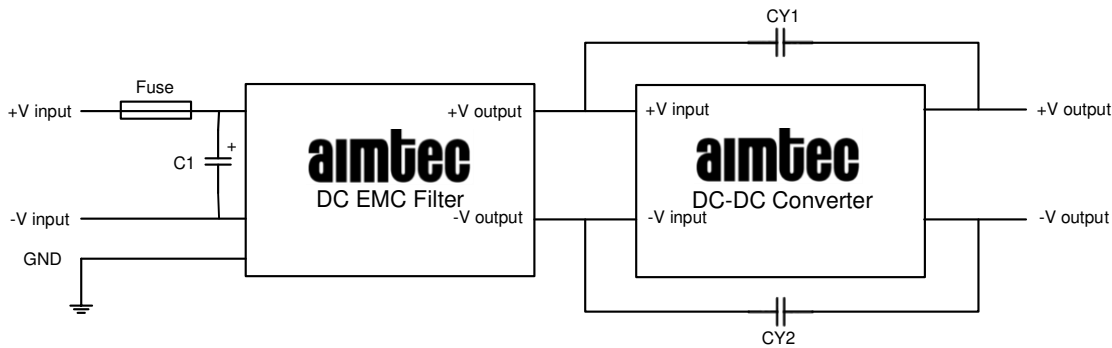 CY1
Fuse
+V input
+V output
+V input
+V output
C1
+
aimtec
DC EMC Filter
aimtec
DC-DC Converter
-V input
-V output
-V input
-V output
GND
CY2